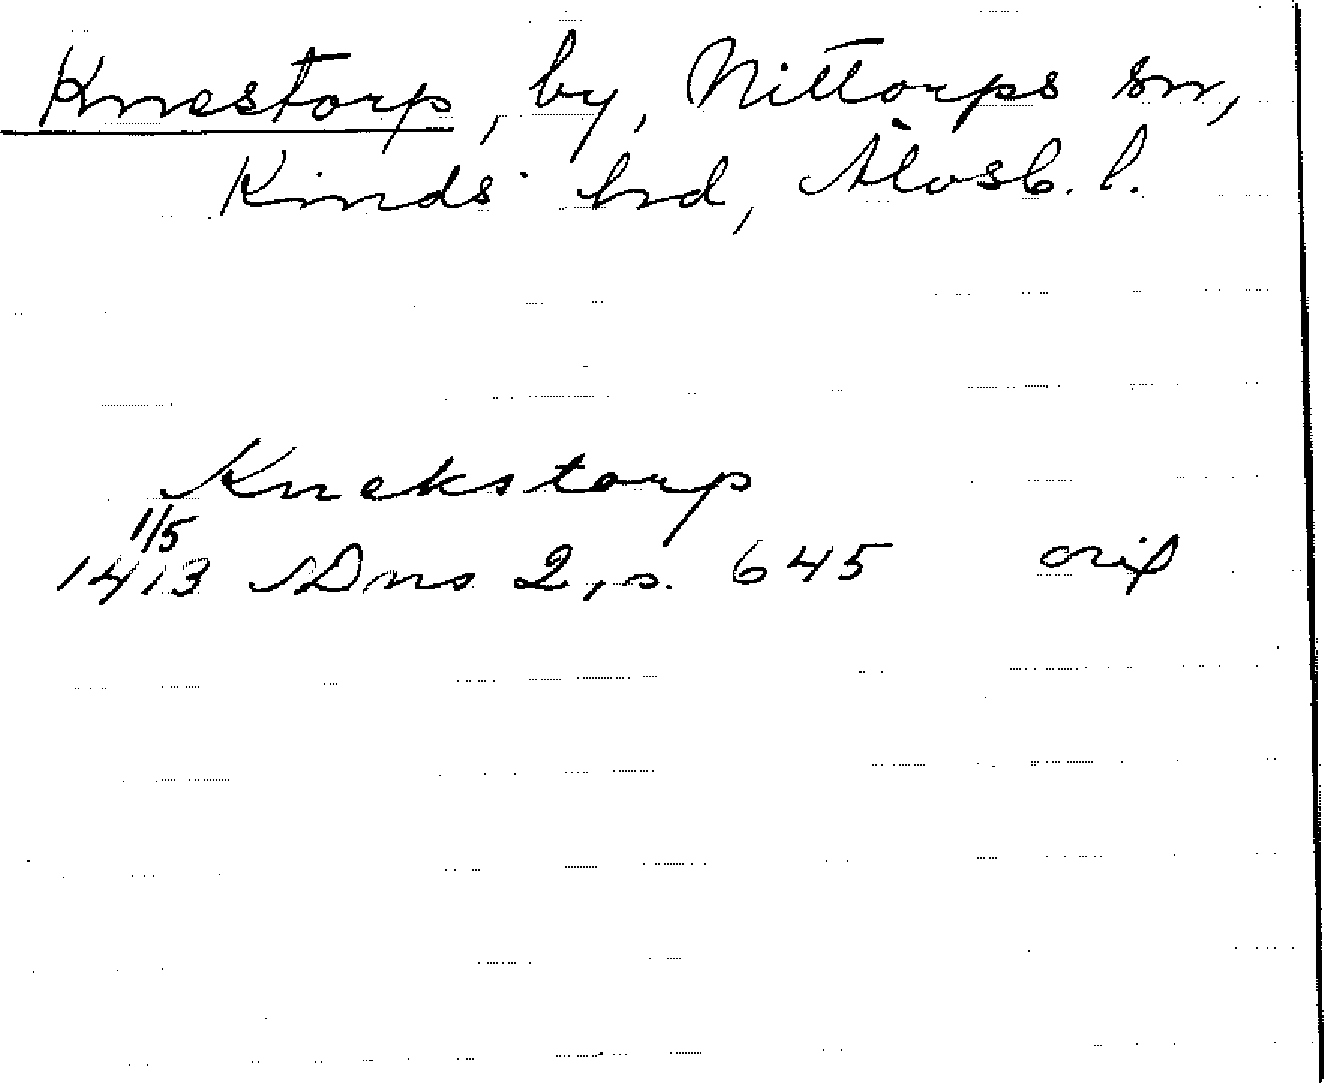 Knestorp, by, Nittorps sn,
Kinds hd, Älvsb. l.
Knekstorp
1/5
1413 SDns 2, s. 645 orig